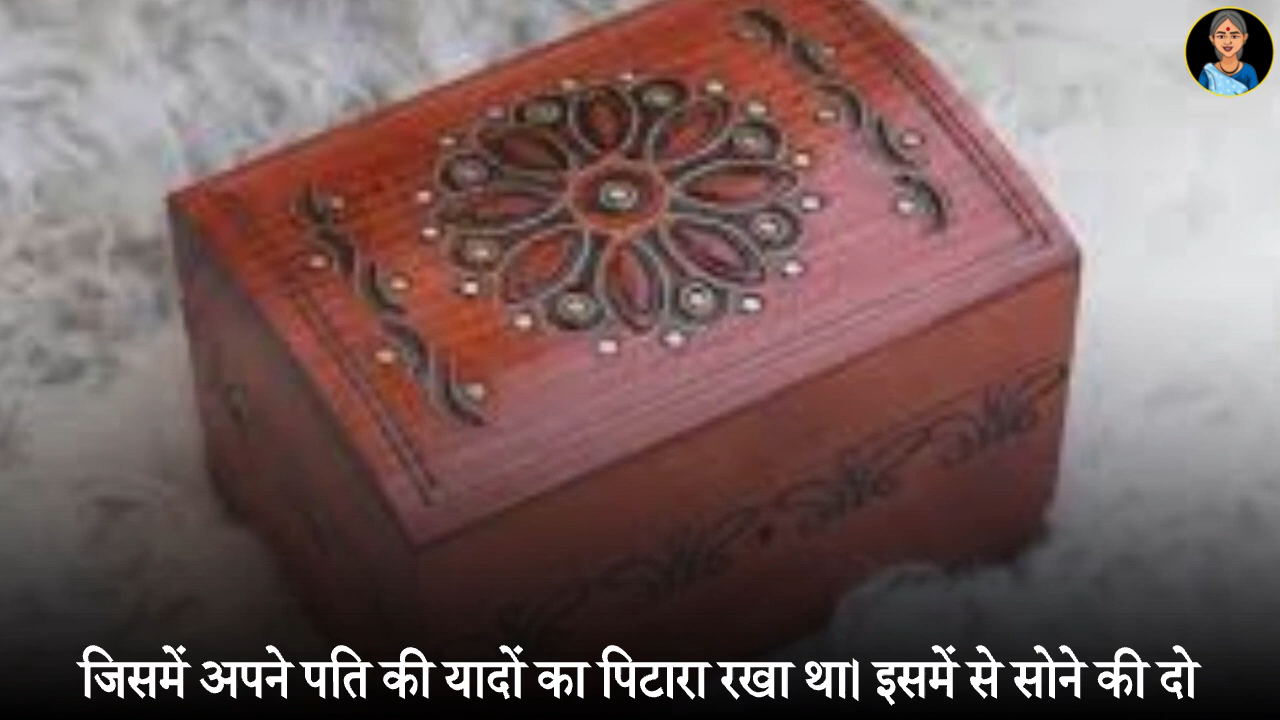 जिसमें अपने पति की यादों का पिटारा रखा था। इसमें से सोने की दो